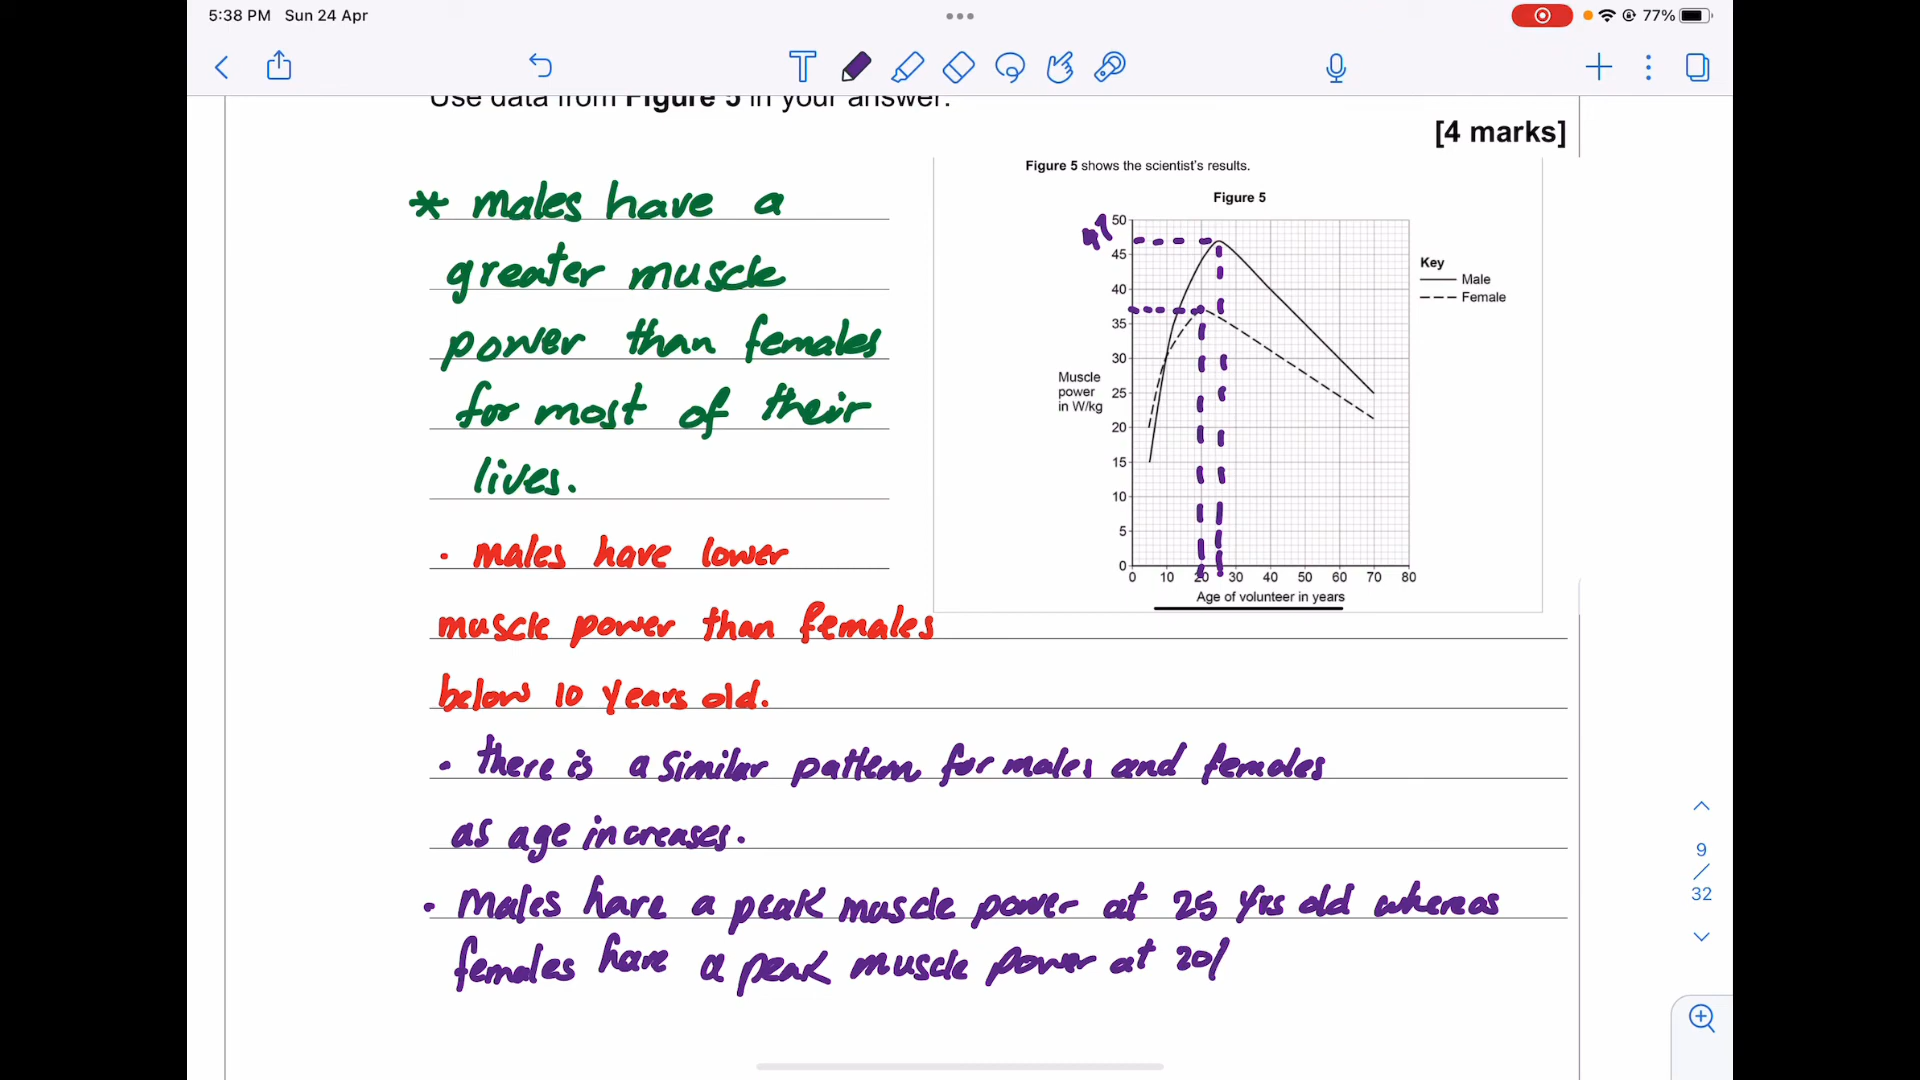 5:38 PM Sun 24 Apr
77%
Use data from Figure 5 in your answer.
[4 marks]
* males have a
greater muscle
power than females
for most of their
lives.
• males have lower
muscle power than females
below 10 years old.
• there is a similar pattern for males and females
as age increases.
• Males have a peak muscle power at 25 yrs old whereas
females have a peak muscle power at 20
Figure 5 shows the scientist's results.
Figure 5
47
50
45
40
35
30
25
20
15
10
5
0
Muscle
power
in W/kg
0 10 20 30 40 50 60 70 80
Age of volunteer in years
Key
Male
Female
9
/
32